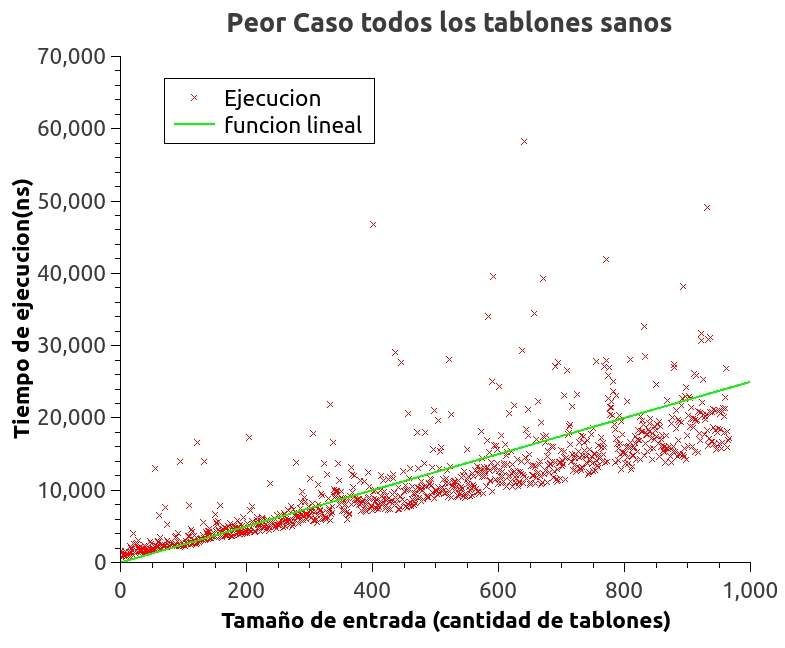 Peor Caso todos los tablones sanos
70,000
60,000
50,000
40,000
30,000
20,000
10,000
0
Ejecucion
funcion lineal
Tiempo de ejecucion(ns)
0 200 400 600 800 1,000
Tamaño de entrada (cantidad de tablones)